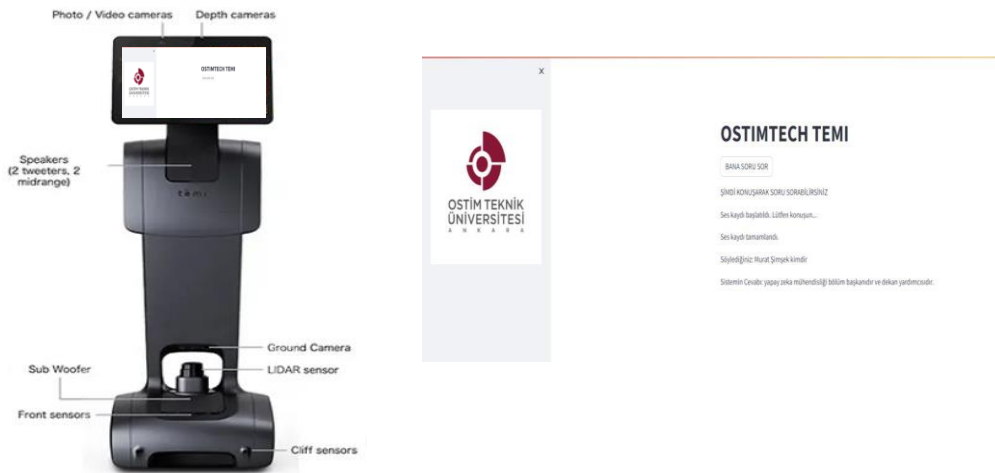 Photo / Video cameras
Depth cameras
OSTIMTECH TEMI
Speakers
(2 tweeters, 2
midrange)
temi
Ground Camera
LIDAR sensor
Sub Woofer
Front sensors
Cliff sensors
X
OSTİM TEKNİK
ÜNİVERSİTESİ
ANKARA
OSTIMTECH TEMI
BANA SORU SOR
ŞİMDİ KONUŞARAK SORU SORABİLİRSİNİZ
Ses kaydı başlatıldı. Lütfen konuşun...
Ses kaydı tamamlandı.
Söylediğiniz: Murat Şimşek kimdir
Sistemin Cevabı: yapay zeka mühendisliği bölüm başkanıdır ve dekan yardımcısıdır.